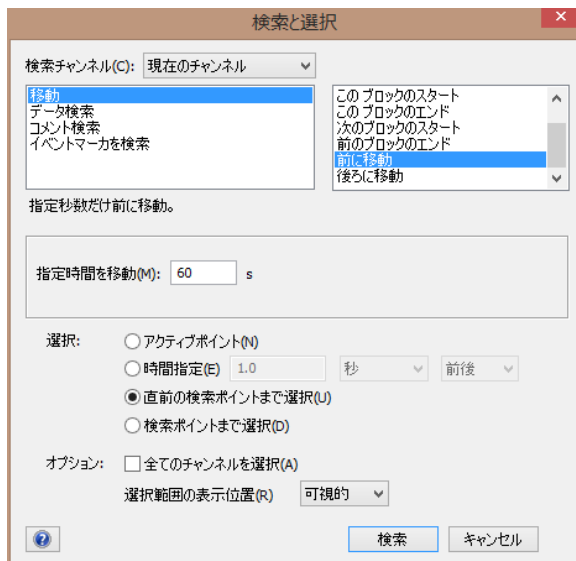 検索と選択
検索チャンネル(C): 現在のチャンネル
移動
データ検索
コメント検索
イベントマーカを検索
このブロックのスタート
このブロックのエンド
次のブロックのスタート
前のブロックのエンド
前に移動
後ろに移動
指定秒数だけ前に移動。
指定時間を移動(M): 60 s
選択: アクティブポイント(N)
時間指定(E) 1.0 秒 前後
直前の検索ポイントまで選択(U)
検索ポイントまで選択(D)
オプション: 全てのチャンネルを選択(A)
選択範囲の表示位置(R) 可視的
検索 キャンセル